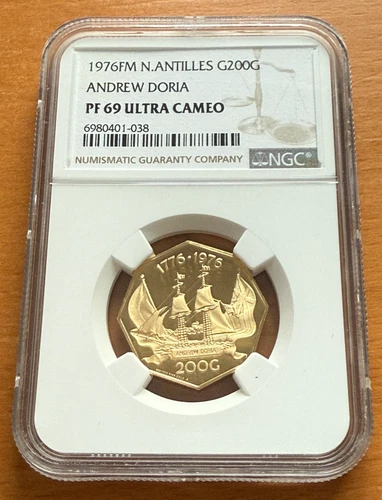 1976FM N.ANTILLES G200G
ANDREW DORIA
PF 69 ULTRA CAMEO
6980401-038
NUMISMATIC GUARANTY COMPANY
NGC
1776·1976
ANDREW DORIA
200G